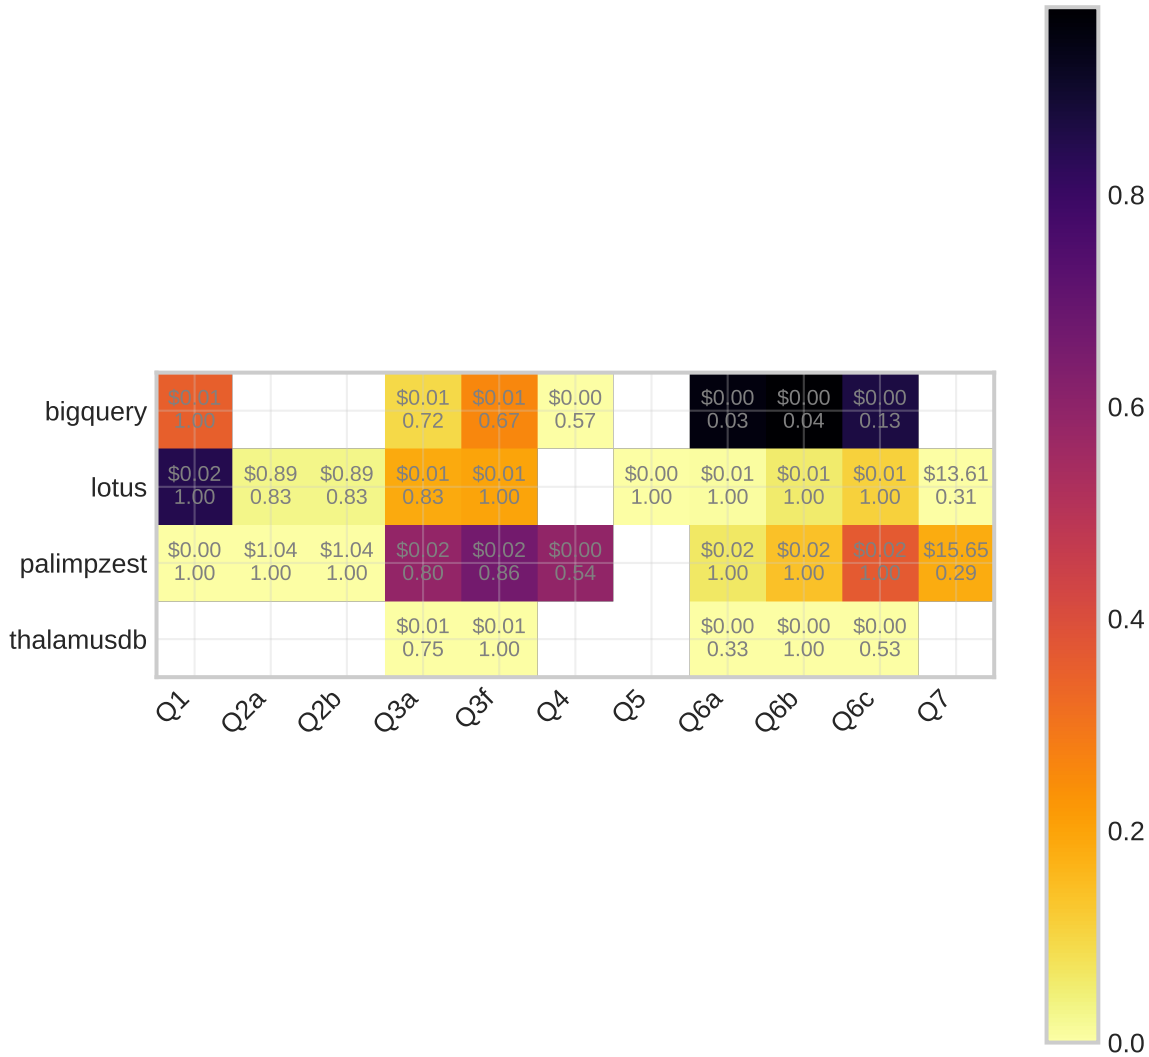 0.8
0.6
0.4
0.2
0.0
bigquery $0.01 $0.01 $0.01 $0.00 $0.00 $0.00 $0.00
1.00 0.72 0.67 0.57 0.03 0.04 0.13
lotus $0.02 $0.89 $0.89 $0.01 $0.01 $0.00 $0.01 $0.01 $0.01 $13.61
1.00 0.83 0.83 0.83 1.00 1.00 1.00 1.00 1.00 0.31
palimpzest $0.00 $1.04 $1.04 $0.02 $0.02 $0.00 $0.02 $0.02 $0.02 $15.65
1.00 1.00 1.00 0.80 0.86 0.54 1.00 1.00 1.00 0.29
thalamusdb $0.01 $0.01 $0.00 $0.00 $0.00
0.75 1.00 0.33 1.00 0.53
Q1 Q2a Q2b Q3a Q3f Q4 Q5 Q6a Q6b Q6c Q7